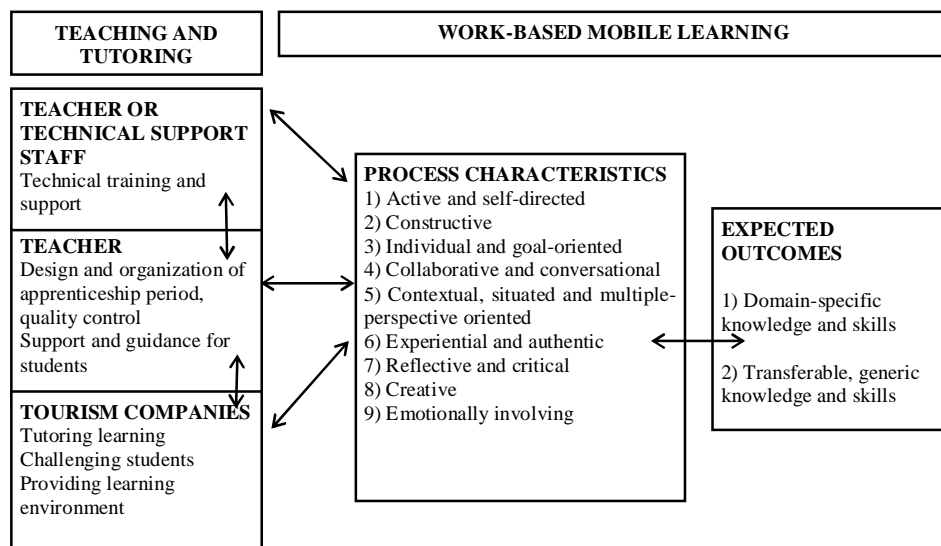 TEACHING AND
TUTORING
WORK-BASED MOBILE LEARNING
TEACHER OR
TECHNICAL SUPPORT
STAFF
Technical training and
support
TEACHER
Design and organization of
apprenticeship period,
quality control
Support and guidance for
students
TOURISM COMPANIES
Tutoring learning
Challenging students
Providing learning
environment
PROCESS CHARACTERISTICS
1) Active and self-directed
2) Constructive
3) Individual and goal-oriented
4) Collaborative and conversational
5) Contextual, situated and multiple-
perspective oriented
6) Experiential and authentic
7) Reflective and critical
8) Creative
9) Emotionally involving
EXPECTED
OUTCOMES
1) Domain-specific
knowledge and skills
2) Transferable, generic
knowledge and skills